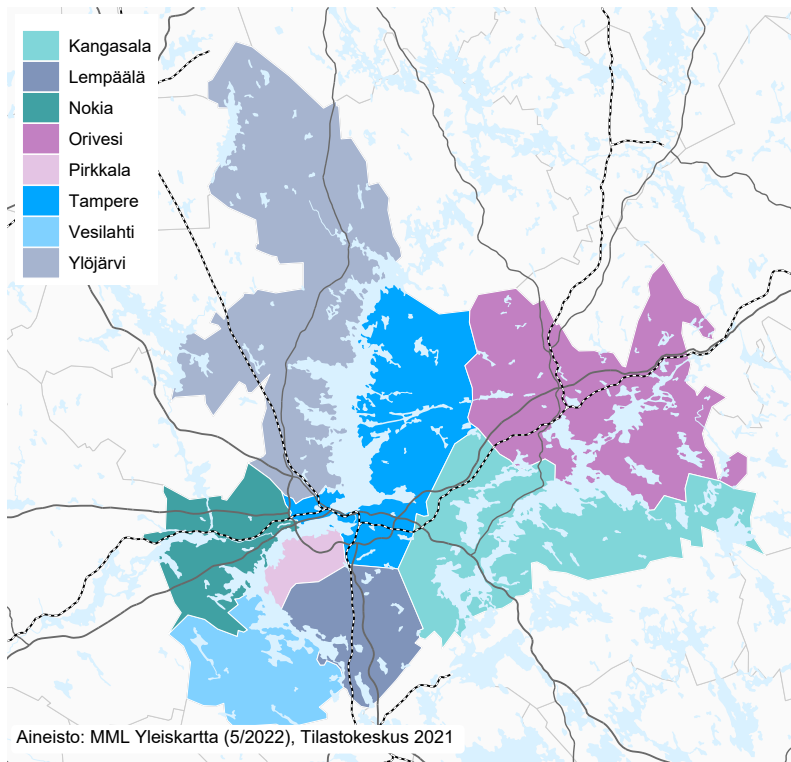 Kangasala
Lempäälä
Nokia
Orivesi
Pirkkala
Tampere
Vesilahti
Ylöjärvi
Aineisto: MML Yleiskartta (5/2022), Tilastokeskus 2021